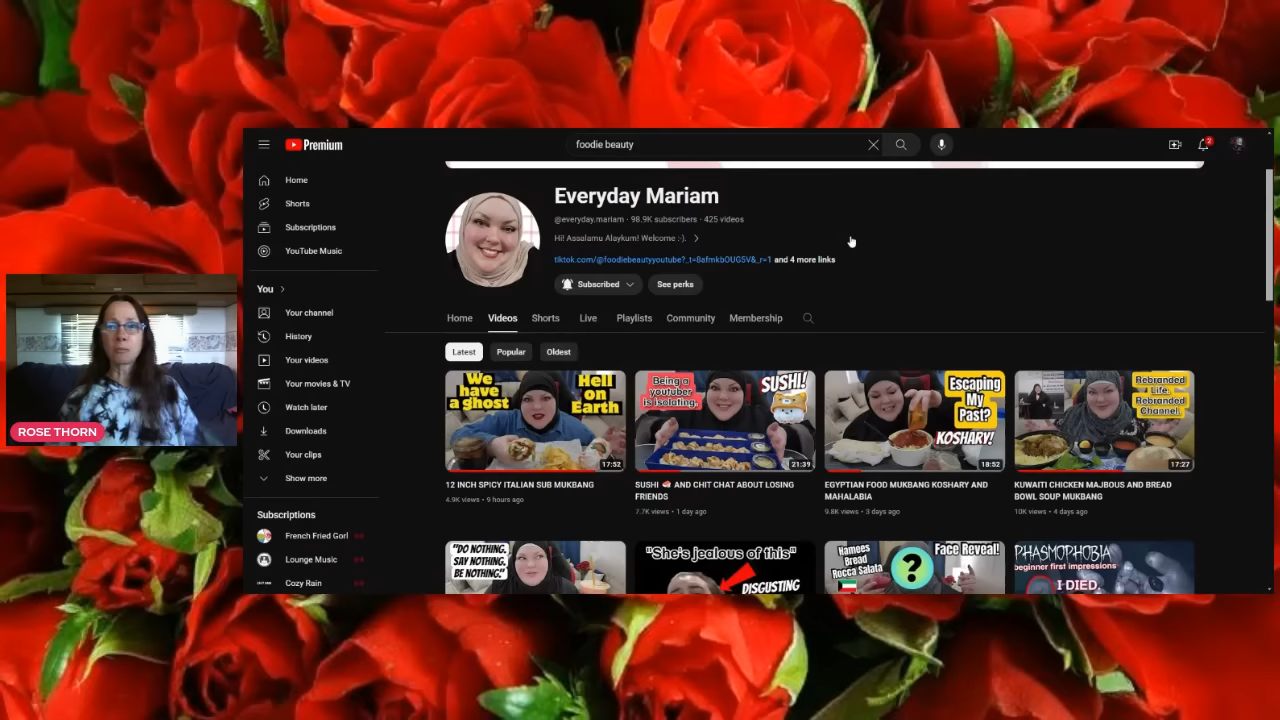 Premium
foodie beauty
2
Home
Shorts
Subscriptions
YouTube Music
You
Your channel
History
Your videos
Your movies & TV
Watch later
Downloads
Your clips
Show more
Subscriptions
French Fried Gorl
Lounge Music
Cozy Rain
ROSE THORN
Everyday Mariam
@everyday.mariam · 98.9K subscribers · 425 videos
Hi! Assalamu Alaykum! Welcome :-).
tiktok.com/@foodiebeautyyoutube?_t=8afmkbOUG5V&_r=1 and 4 more links
Subscribed
See perks
Home Videos Shorts Live Playlists Community Membership
Latest Popular Oldest
We have a ghost
Hell on Earth
17:52
12 INCH SPICY ITALIAN SUB MUKBANG
4.9K views · 9 hours ago
Being a youtuber is isolating.
SUSHI!
21:39
SUSHI 🍣 AND CHIT CHAT ABOUT LOSING
FRIENDS
7.7K views · 1 day ago
Escaping My Past?
KOSHARY!
18:52
EGYPTIAN FOOD MUKBANG KOSHARY AND
MAHALABIA
9.8K views · 3 days ago
Rebranded Life. Rebranded Channel.
17:27
KUWAITI CHICKEN MAJBOUS AND BREAD
BOWL SOUP MUKBANG
10K views · 4 days ago
"DO NOTHING.
SAY NOTHING.
BE NOTHING."
"She's jealous of this"
DISGUSTING
Hamees
Bread
Rocca Salata
?
Face Reveal!
PHASMOPHOBIA
beginner first impressions
I DIED.